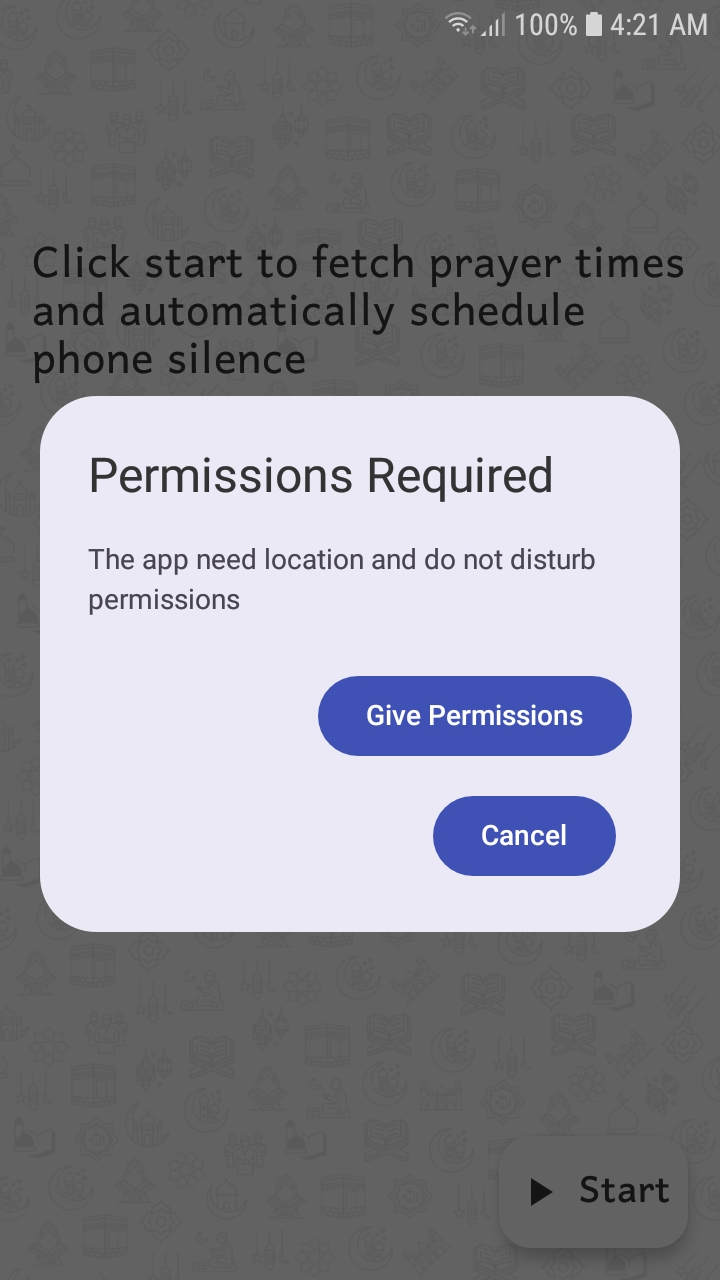 100% 4:21 AM
Click start to fetch prayer times
and automatically schedule
phone silence
Permissions Required
The app need location and do not disturb
permissions
Give Permissions
Cancel
Start